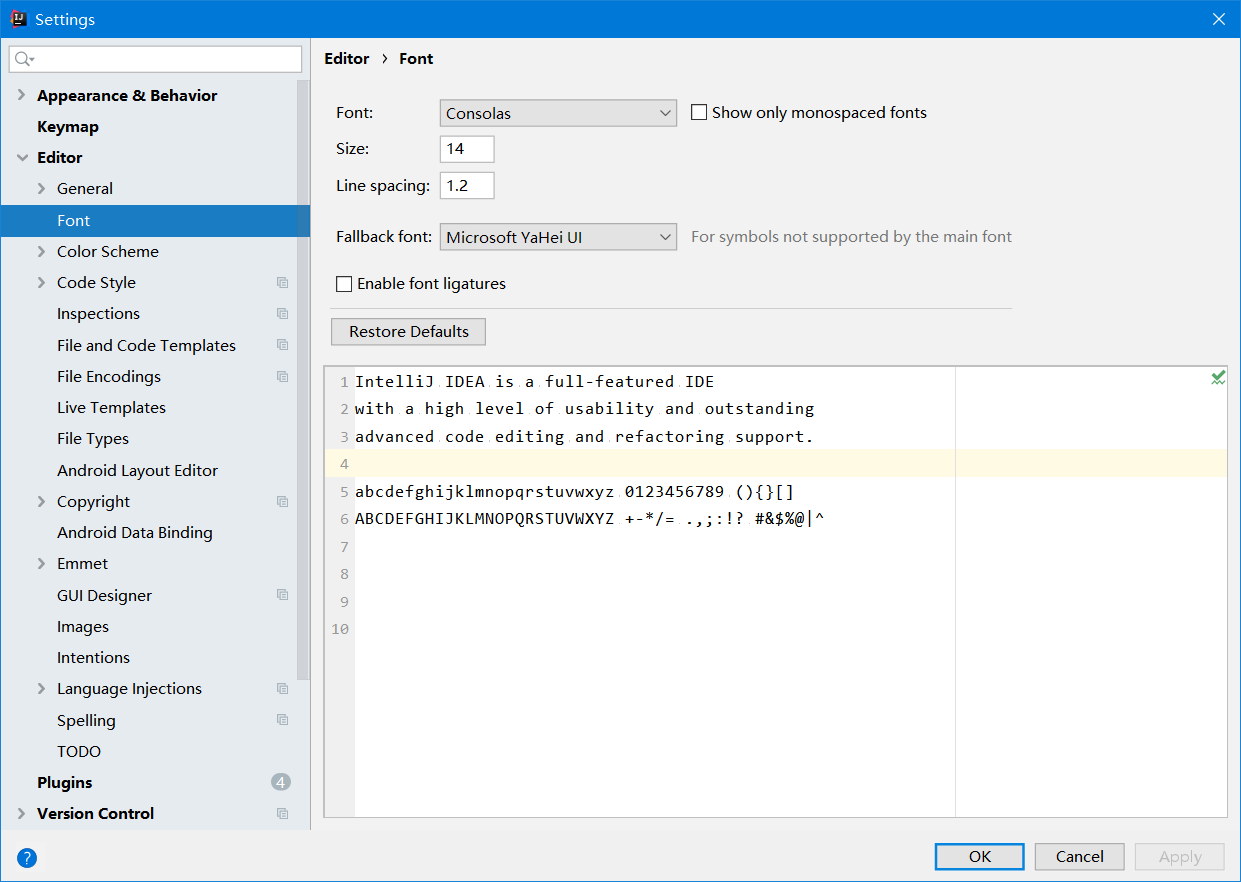 Settings
Appearance & Behavior
Keymap
Editor
General
Font
Color Scheme
Code Style
Inspections
File and Code Templates
File Encodings
Live Templates
File Types
Android Layout Editor
Copyright
Android Data Binding
Emmet
GUI Designer
Images
Intentions
Language Injections
Spelling
TODO
Plugins 4
Version Control
Editor › Font
Font: Consolas Show only monospaced fonts
Size: 14
Line spacing: 1.2
Fallback font: Microsoft YaHei UI For symbols not supported by the main font
Enable font ligatures
Restore Defaults
1 IntelliJ IDEA is a full-featured IDE
2 with a high level of usability and outstanding
3 advanced code editing and refactoring support.
4
5 abcdefghijklmnopqrstuvwxyz 0123456789 (){}[]
6 ABCDEFGHIJKLMNOPQRSTUVWXYZ +-*/= .,;:!? #&$%@|^
7
8
9
10
? OK Cancel Apply